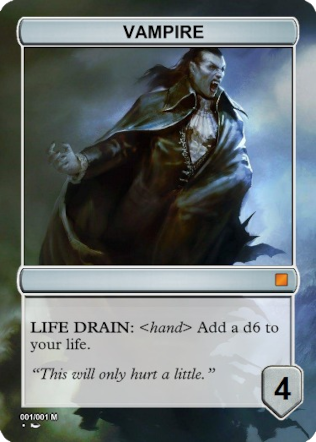 VAMPIRE
LIFE DRAIN: <hand> Add a d6 to
your life.
“This will only hurt a little.”
4
001/001 M